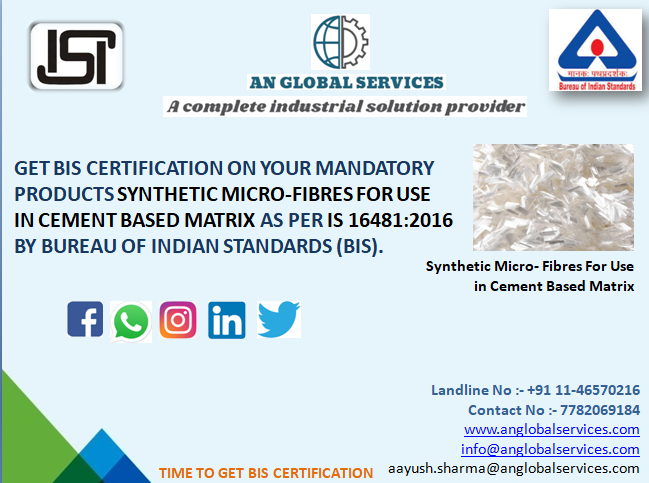 ISI
AN GLOBAL SERVICES
A complete industrial solution provider
मानकः पथप्रदर्शकः
Bureau of Indian Standards
GET BIS CERTIFICATION ON YOUR MANDATORY
PRODUCTS SYNTHETIC MICRO-FIBRES FOR USE
IN CEMENT BASED MATRIX AS PER IS 16481:2016
BY BUREAU OF INDIAN STANDARDS (BIS).
Synthetic Micro- Fibres For Use
in Cement Based Matrix
Landline No :- +91 11-46570216
Contact No :- 7782069184
www.anglobalservices.com
info@anglobalservices.com
aayush.sharma@anglobalservices.com
TIME TO GET BIS CERTIFICATION